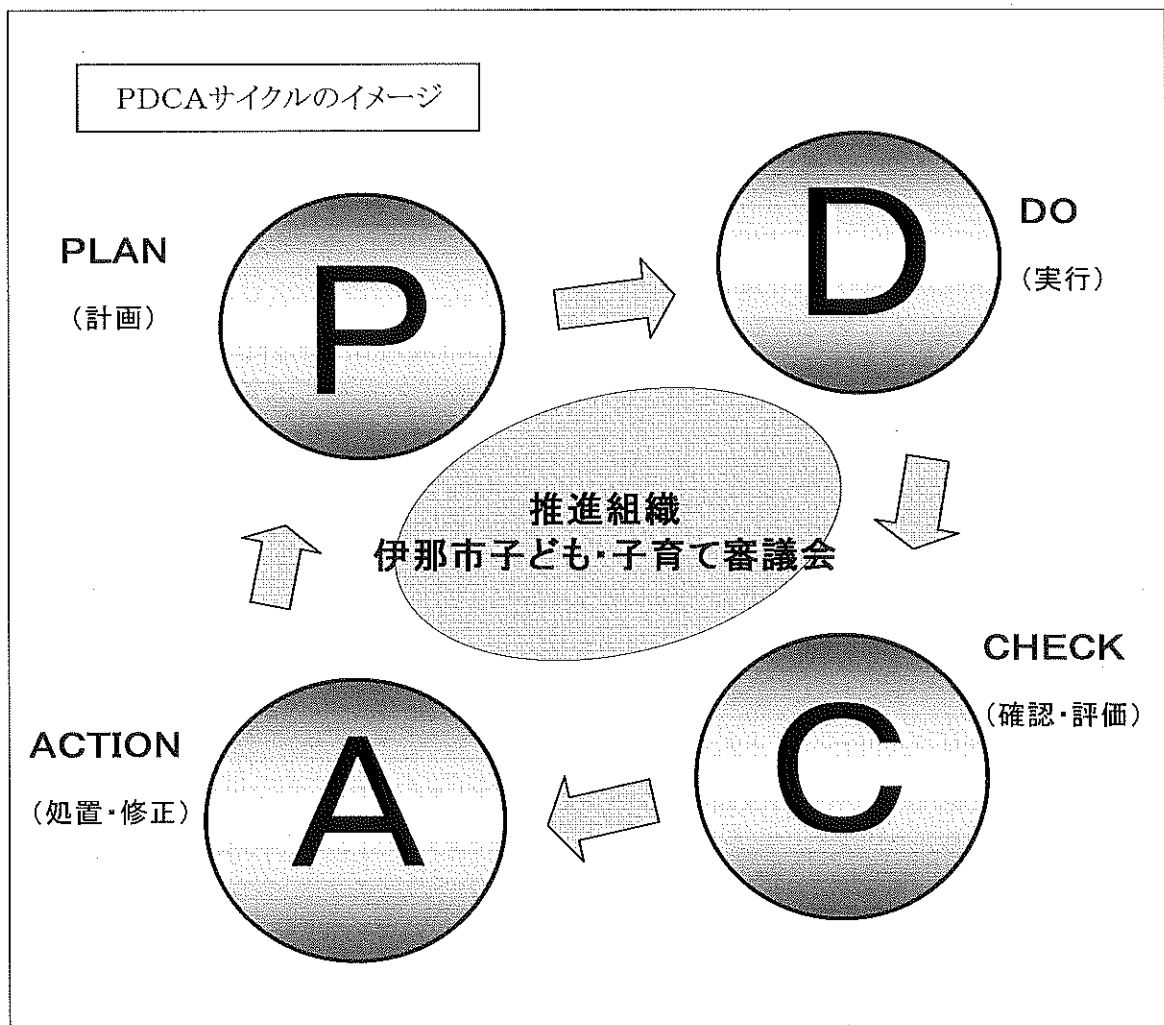 PDCAサイクルのイメージ
PLAN
(計画)
P
D
DO
(実行)
推進組織
伊那市子ども・子育て審議会
CHECK
(確認・評価)
C
ACTION
(処置・修正)
A